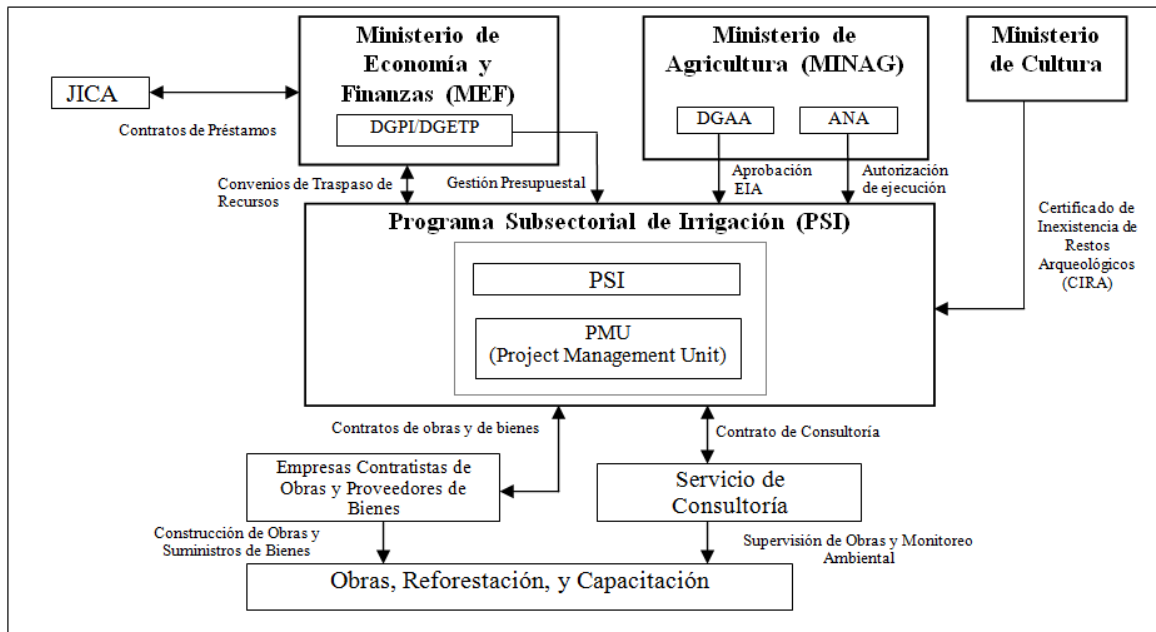 Ministerio de
Economía y
Finanzas (MEF)
DGPI/DGETP
Ministerio de
Agricultura (MINAG)
DGAA
ANA
Ministerio
de Cultura
JICA
Contratos de Préstamos
Convenios de Traspaso de
Recursos
Gestión Presupuestal
Aprobación
EIA
Autorización
de ejecución
Certificado de
Inexistencia de
Restos
Arqueológicos
(CIRA)
Programa Subsectorial de Irrigación (PSI)
PSI
PMU
(Project Management Unit)
Contratos de obras y de bienes
Contrato de Consultoría
Empresas Contratistas de
Obras y Proveedores de
Bienes
Servicio de
Consultoría
Construcción de Obras y
Suministros de Bienes
Supervisión de Obras y Monitoreo
Ambiental
Obras, Reforestación, y Capacitación